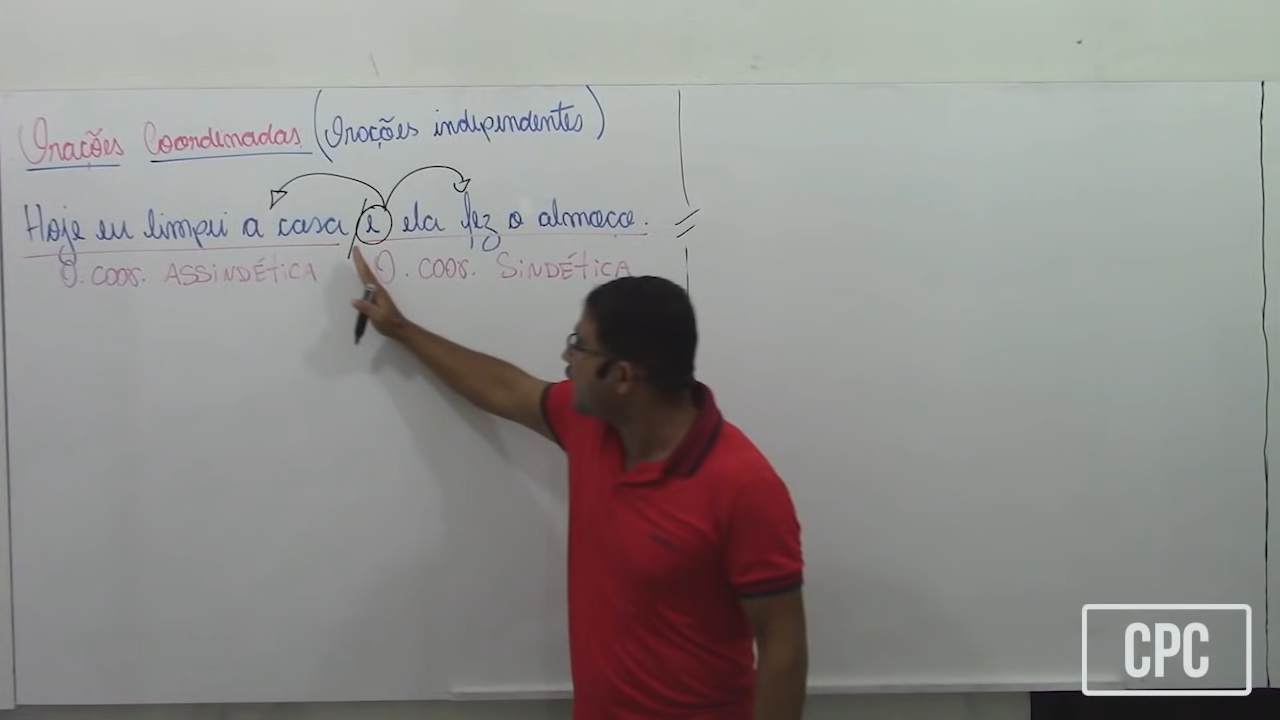 Orações Coordenadas (Orações independentes)
Hoje eu limpei a casa / e ela fez o almoço.
O. coor. ASSiNDÉTiCA O. coor. SiNDÉTiCA
CPC